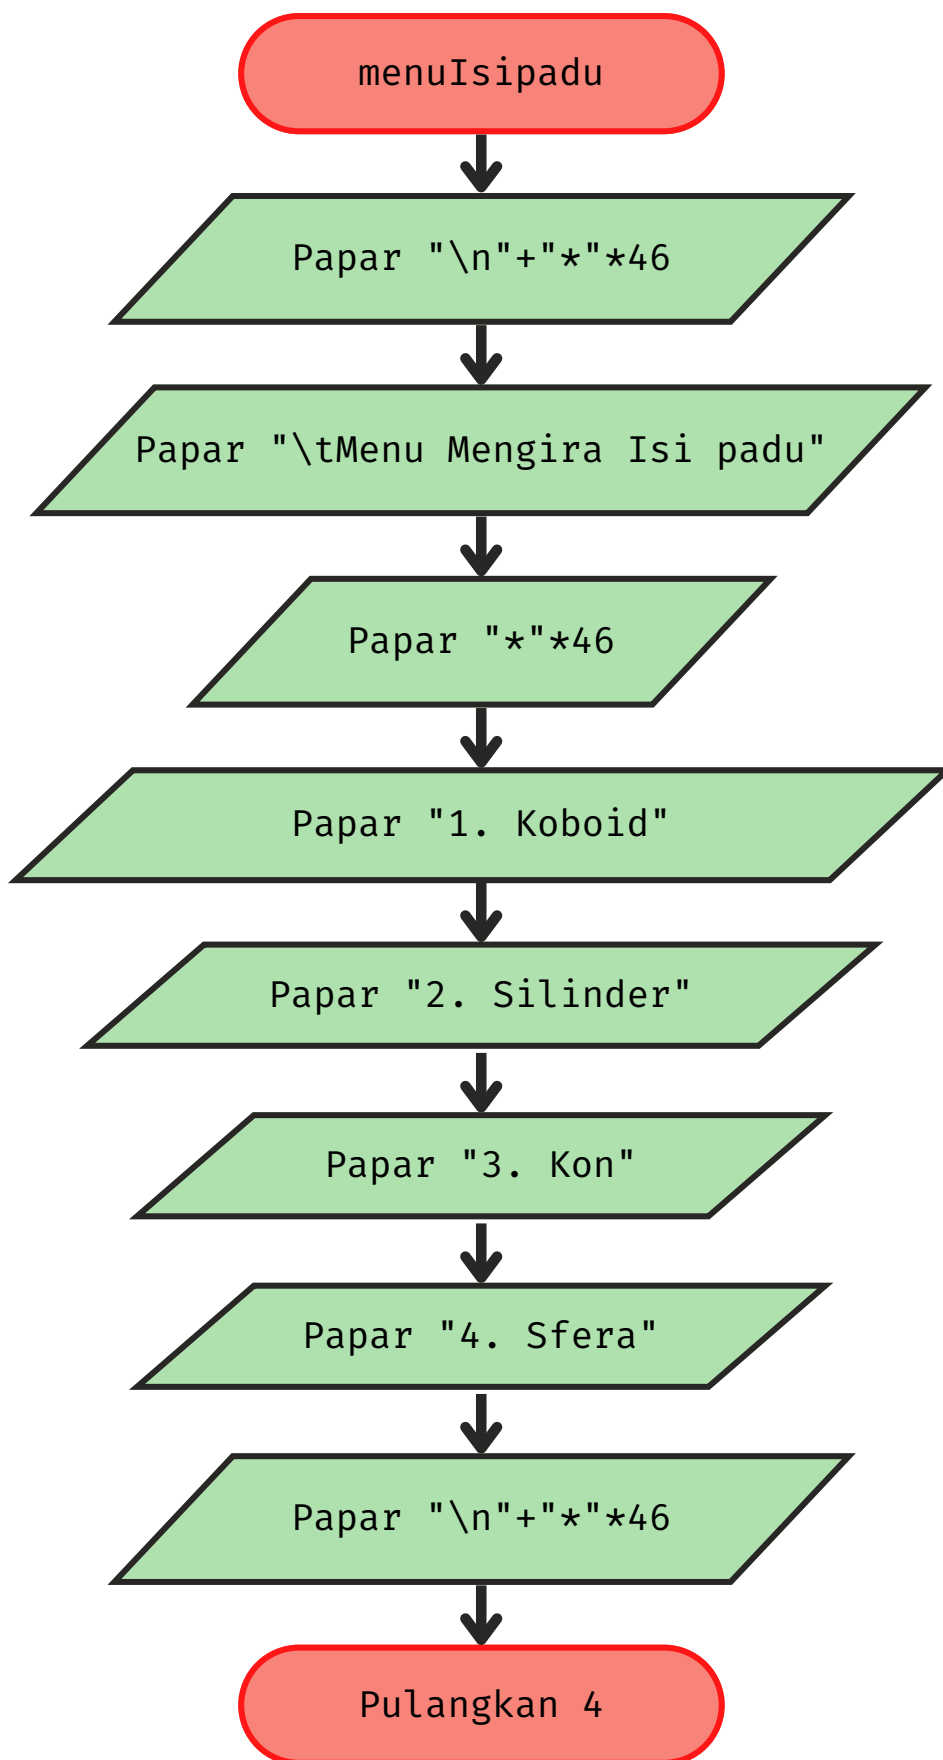 menuIsipadu
Papar "\n"+"*"*46
Papar "\tMenu Mengira Isi padu"
Papar "*"*46
Papar "1. Koboid"
Papar "2. Silinder"
Papar "3. Kon"
Papar "4. Sfera"
Papar "\n"+"*"*46
Pulangkan 4